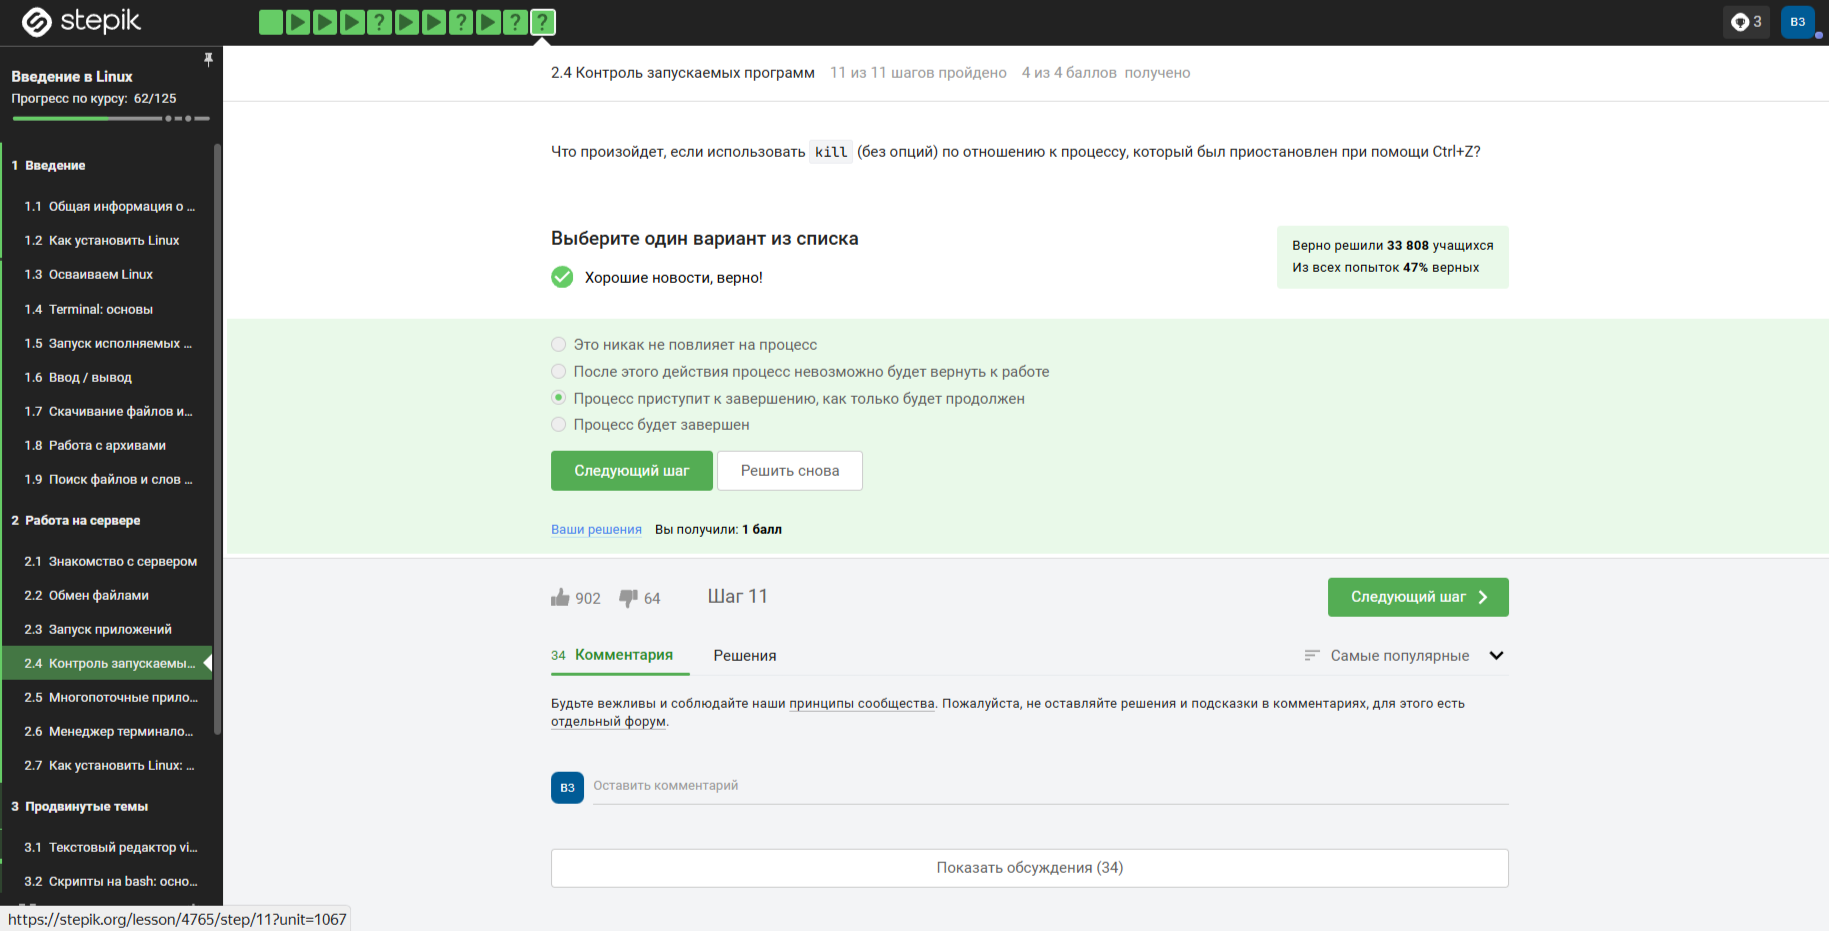 stepik
? ? ? ?
3
ВЗ
Введение в Linux
Прогресс по курсу: 62/125
1 Введение
1.1 Общая информация о ...
1.2 Как установить Linux
1.3 Осваиваем Linux
1.4 Terminal: основы
1.5 Запуск исполняемых ...
1.6 Ввод / вывод
1.7 Скачивание файлов и...
1.8 Работа с архивами
1.9 Поиск файлов и слов ...
2 Работа на сервере
2.1 Знакомство с сервером
2.2 Обмен файлами
2.3 Запуск приложений
2.4 Контроль запускаемы...
2.5 Многопоточные прило...
2.6 Менеджер терминало...
2.7 Как установить Linux: ...
3 Продвинутые темы
3.1 Текстовый редактор vi...
3.2 Скрипты на bash: осно...
https://stepik.org/lesson/4765/step/11?unit=1067
2.4 Контроль запускаемых программ 11 из 11 шагов пройдено 4 из 4 баллов получено
Что произойдет, если использовать kill (без опций) по отношению к процессу, который был приостановлен при помощи Ctrl+Z?
Выберите один вариант из списка
Хорошие новости, верно!
Верно решили 33 808 учащихся
Из всех попыток 47% верных
Это никак не повлияет на процесс
После этого действия процесс невозможно будет вернуть к работе
Процесс приступит к завершению, как только будет продолжен
Процесс будет завершен
Следующий шаг
Решить снова
Ваши решения Вы получили: 1 балл
902 64 Шаг 11
Следующий шаг
34 Комментария Решения
Самые популярные
Будьте вежливы и соблюдайте наши принципы сообщества. Пожалуйста, не оставляйте решения и подсказки в комментариях, для этого есть
отдельный форум.
ВЗ Оставить комментарий
Показать обсуждения (34)